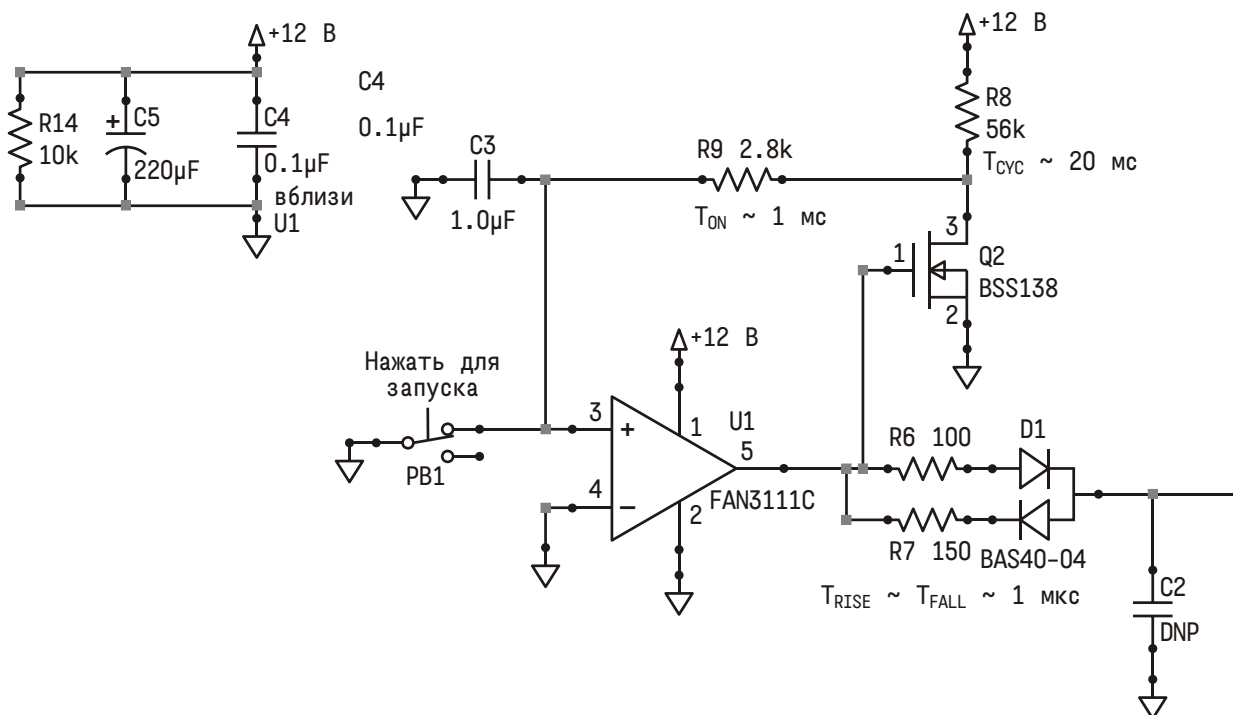 +12 В
R14
10k
+
C5
220µF
C4
0.1µF
вблизи
U1
C4
0.1µF
C3
1.0µF
R9 2.8k
T_ON ~ 1 мс
+12 В
R8
56k
T_CYC ~ 20 мс
3
1
Q2
BSS138
2
+12 В
Нажать для
запуска
PB1
3
+
1
U1
5
4
−
2
FAN3111C
R6 100
D1
R7 150
BAS40-04
T_RISE ~ T_FALL ~ 1 мкс
C2
DNP